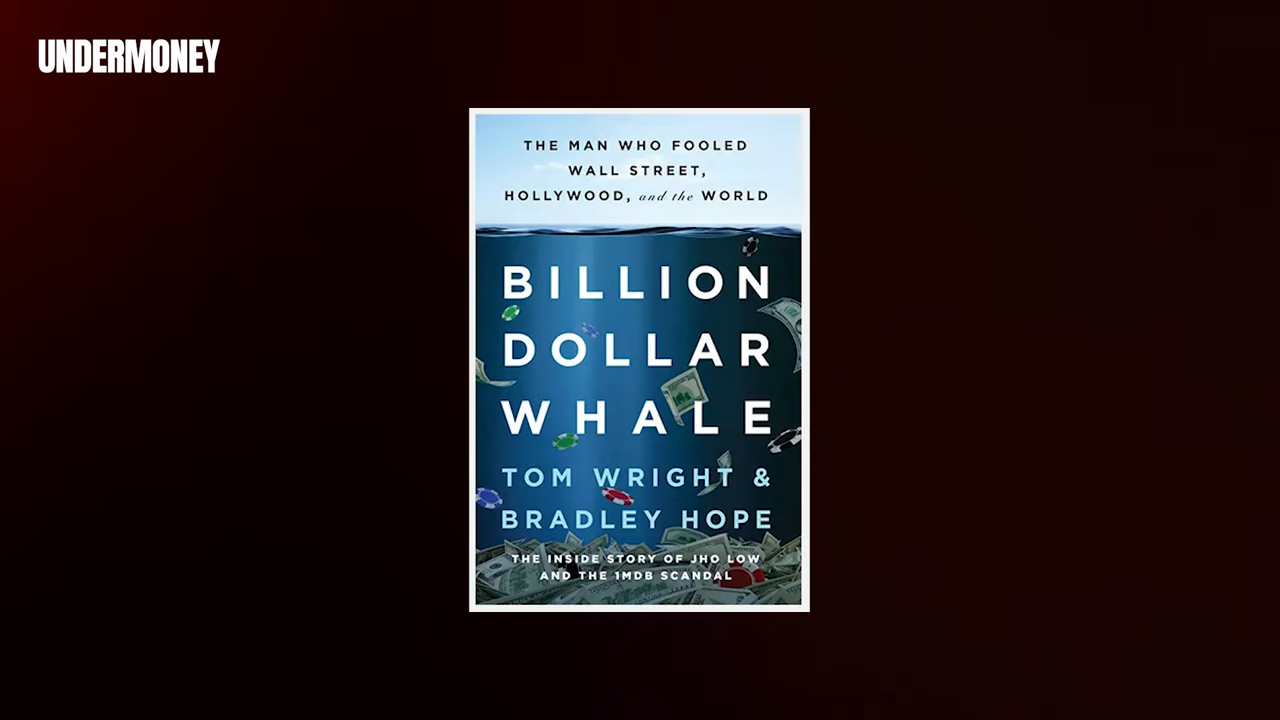 UNDERMONEY
THE MAN WHO FOOLED
WALL STREET,
HOLLYWOOD, and the WORLD
BILLION
DOLLAR
WHALE
TOM WRIGHT &
BRADLEY HOPE
THE INSIDE STORY OF JHO LOW
AND THE 1MDB SCANDAL